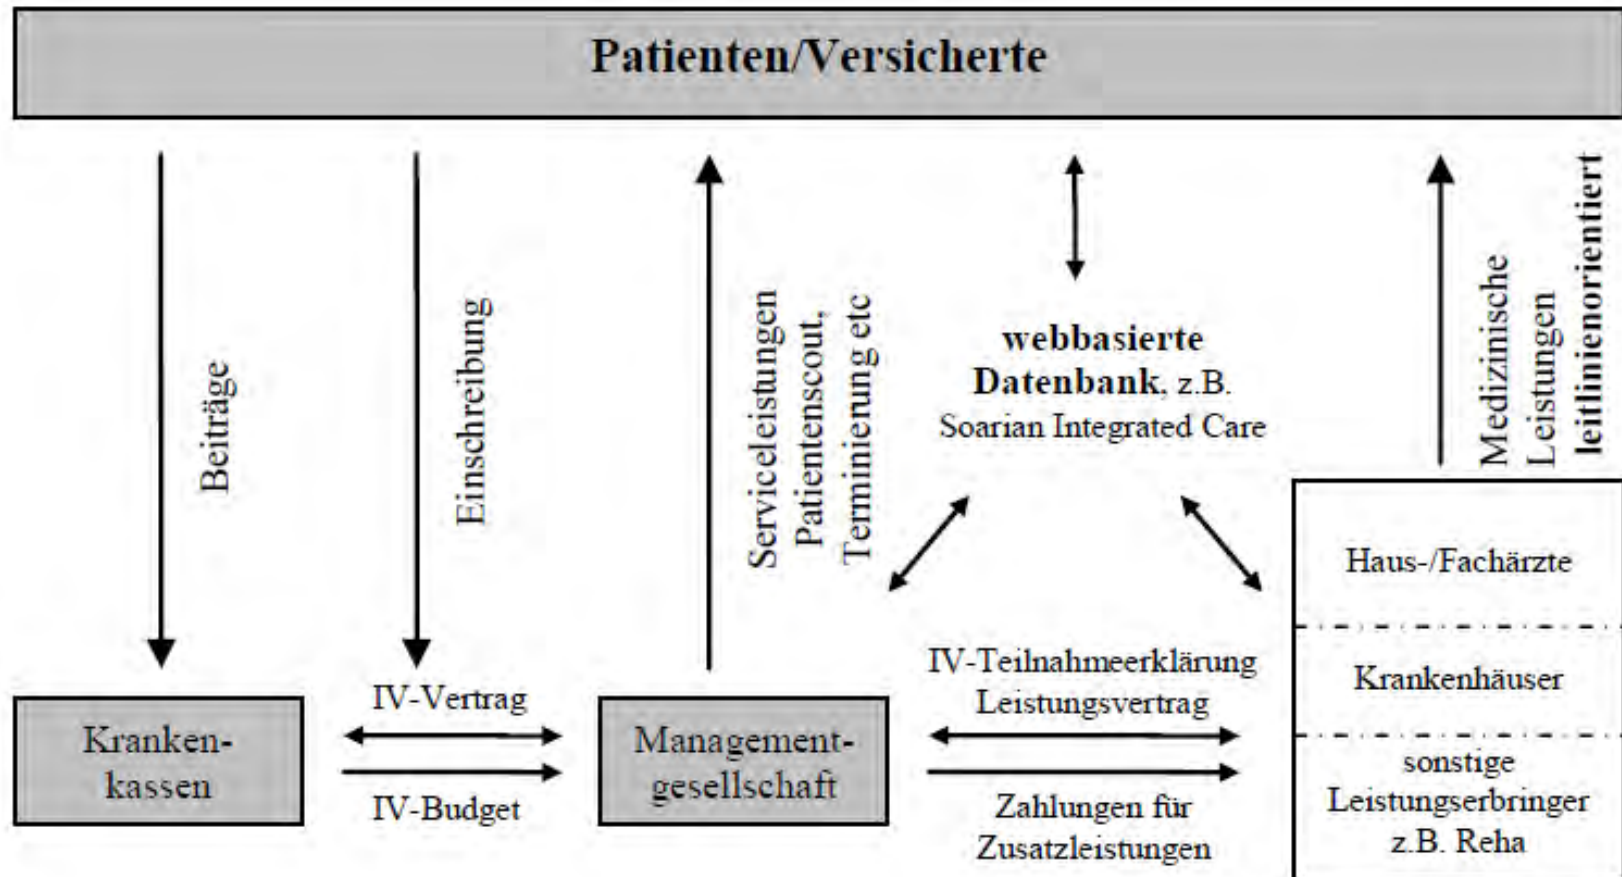 Patienten/Versicherte
Beiträge
Einschreibung
Serviceleistungen
Patientenscout,
Terminierung etc
webbasierte
Datenbank, z.B.
Soarian Integrated Care
Medizinische
Leistungen
leitlinienorientiert
Haus-/Fachärzte
Krankenhäuser
sonstige
Leistungserbringer
z.B. Reha
Kranken-
kassen
IV-Vertrag
IV-Budget
Management-
gesellschaft
IV-Teilnahmeerklärung
Leistungsvertrag
Zahlungen für
Zusatzleistungen